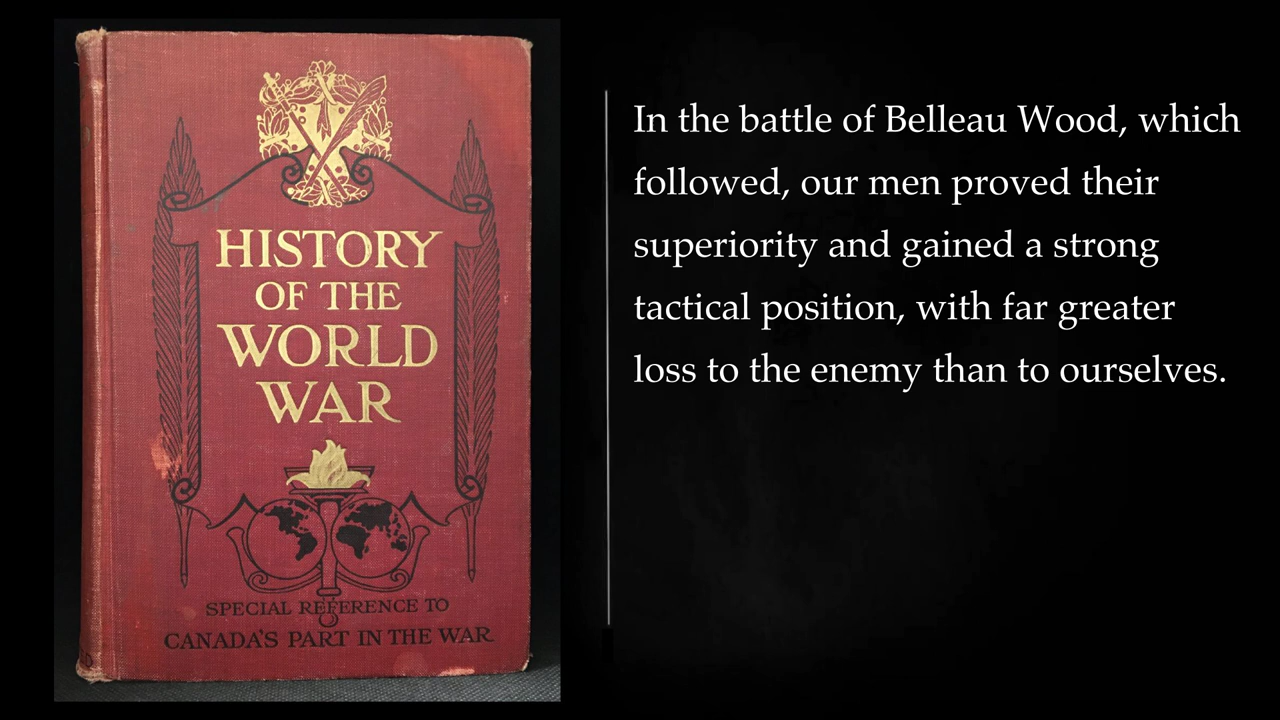 HISTORY
OF THE
WORLD
WAR
SPECIAL REFERENCE TO
CANADA'S PART IN THE WAR
In the battle of Belleau Wood, which
followed, our men proved their
superiority and gained a strong
tactical position, with far greater
loss to the enemy than to ourselves.